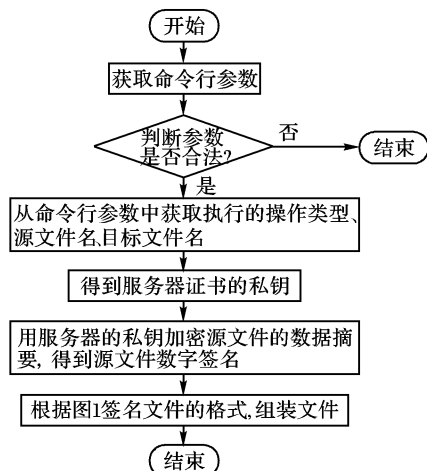 开始
获取命令行参数
判断参数
是否合法?
否
结束
是
从命令行参数中获取执行的操作类型、
源文件名、目标文件名
得到服务器证书的私钥
用服务器的私钥加密源文件的数据摘
要, 得到源文件数字签名
根据图1签名文件的格式, 组装文件
结束